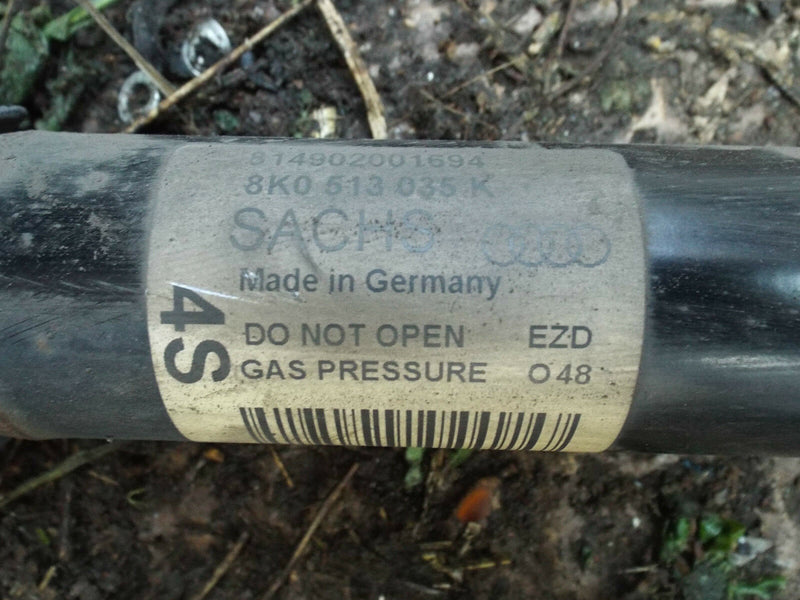 814902001694
8K0 513 035 K
SACHS
Made in Germany
4S
DO NOT OPEN EZD
GAS PRESSURE O 48